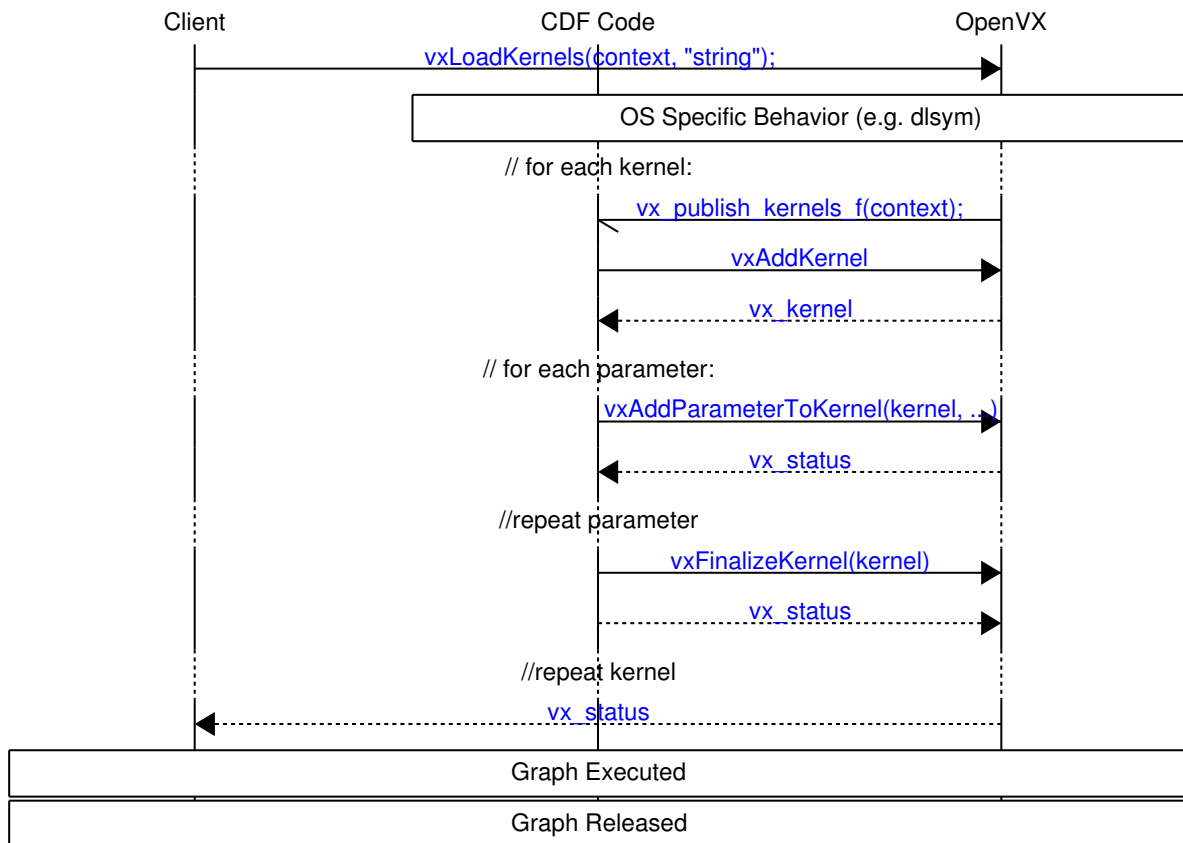 Client CDF Code OpenVX
vxLoadKernels(context, "string");
OS Specific Behavior (e.g. dlsym)
// for each kernel:
vx_publish_kernels_f(context);
vxAddKernel
vx_kernel
// for each parameter:
vxAddParameterToKernel(kernel, ...)
vx_status
//repeat parameter
vxFinalizeKernel(kernel)
vx_status
//repeat kernel
vx_status
Graph Executed
Graph Released